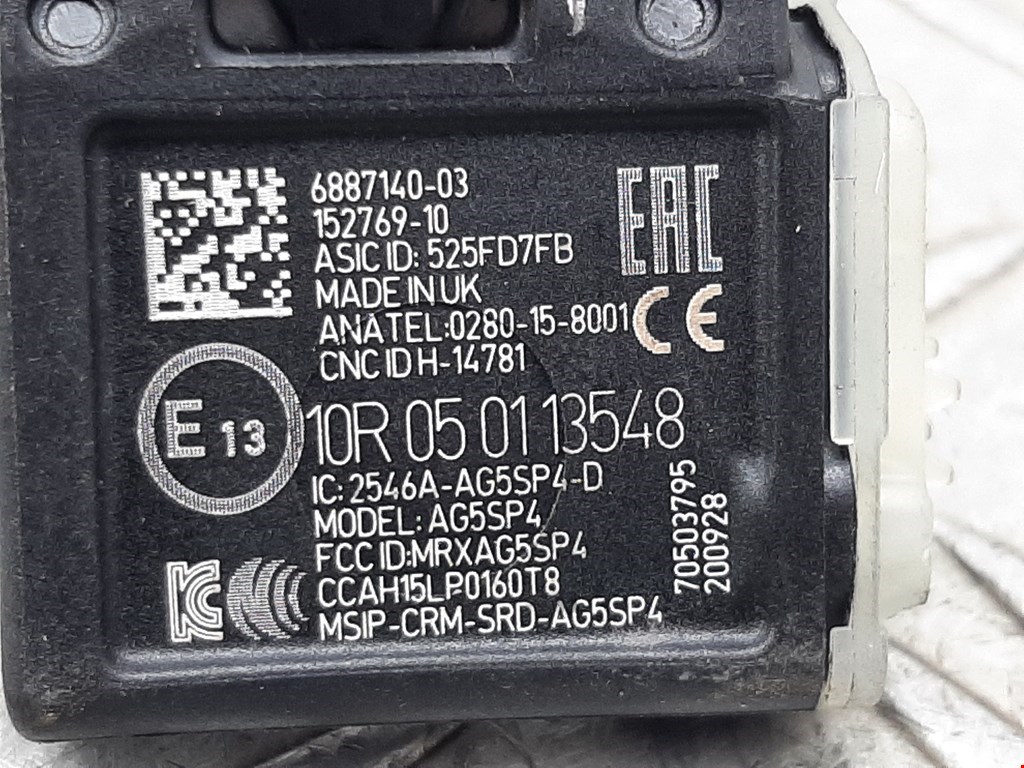 6887140-03
152769-10
ASIC ID: 525FD7FB
MADE IN UK
ANATEL:0280-15-8001
CNC ID H-14781
EAC
CE
E 13
10R 05 01 13548
IC: 2546A-AG5SP4-D
MODEL: AG5SP4
FCC ID:MRXAG5SP4
CCAH15LP0160T8
MSIP-CRM-SRD-AG5SP4
KC
70503795
200928